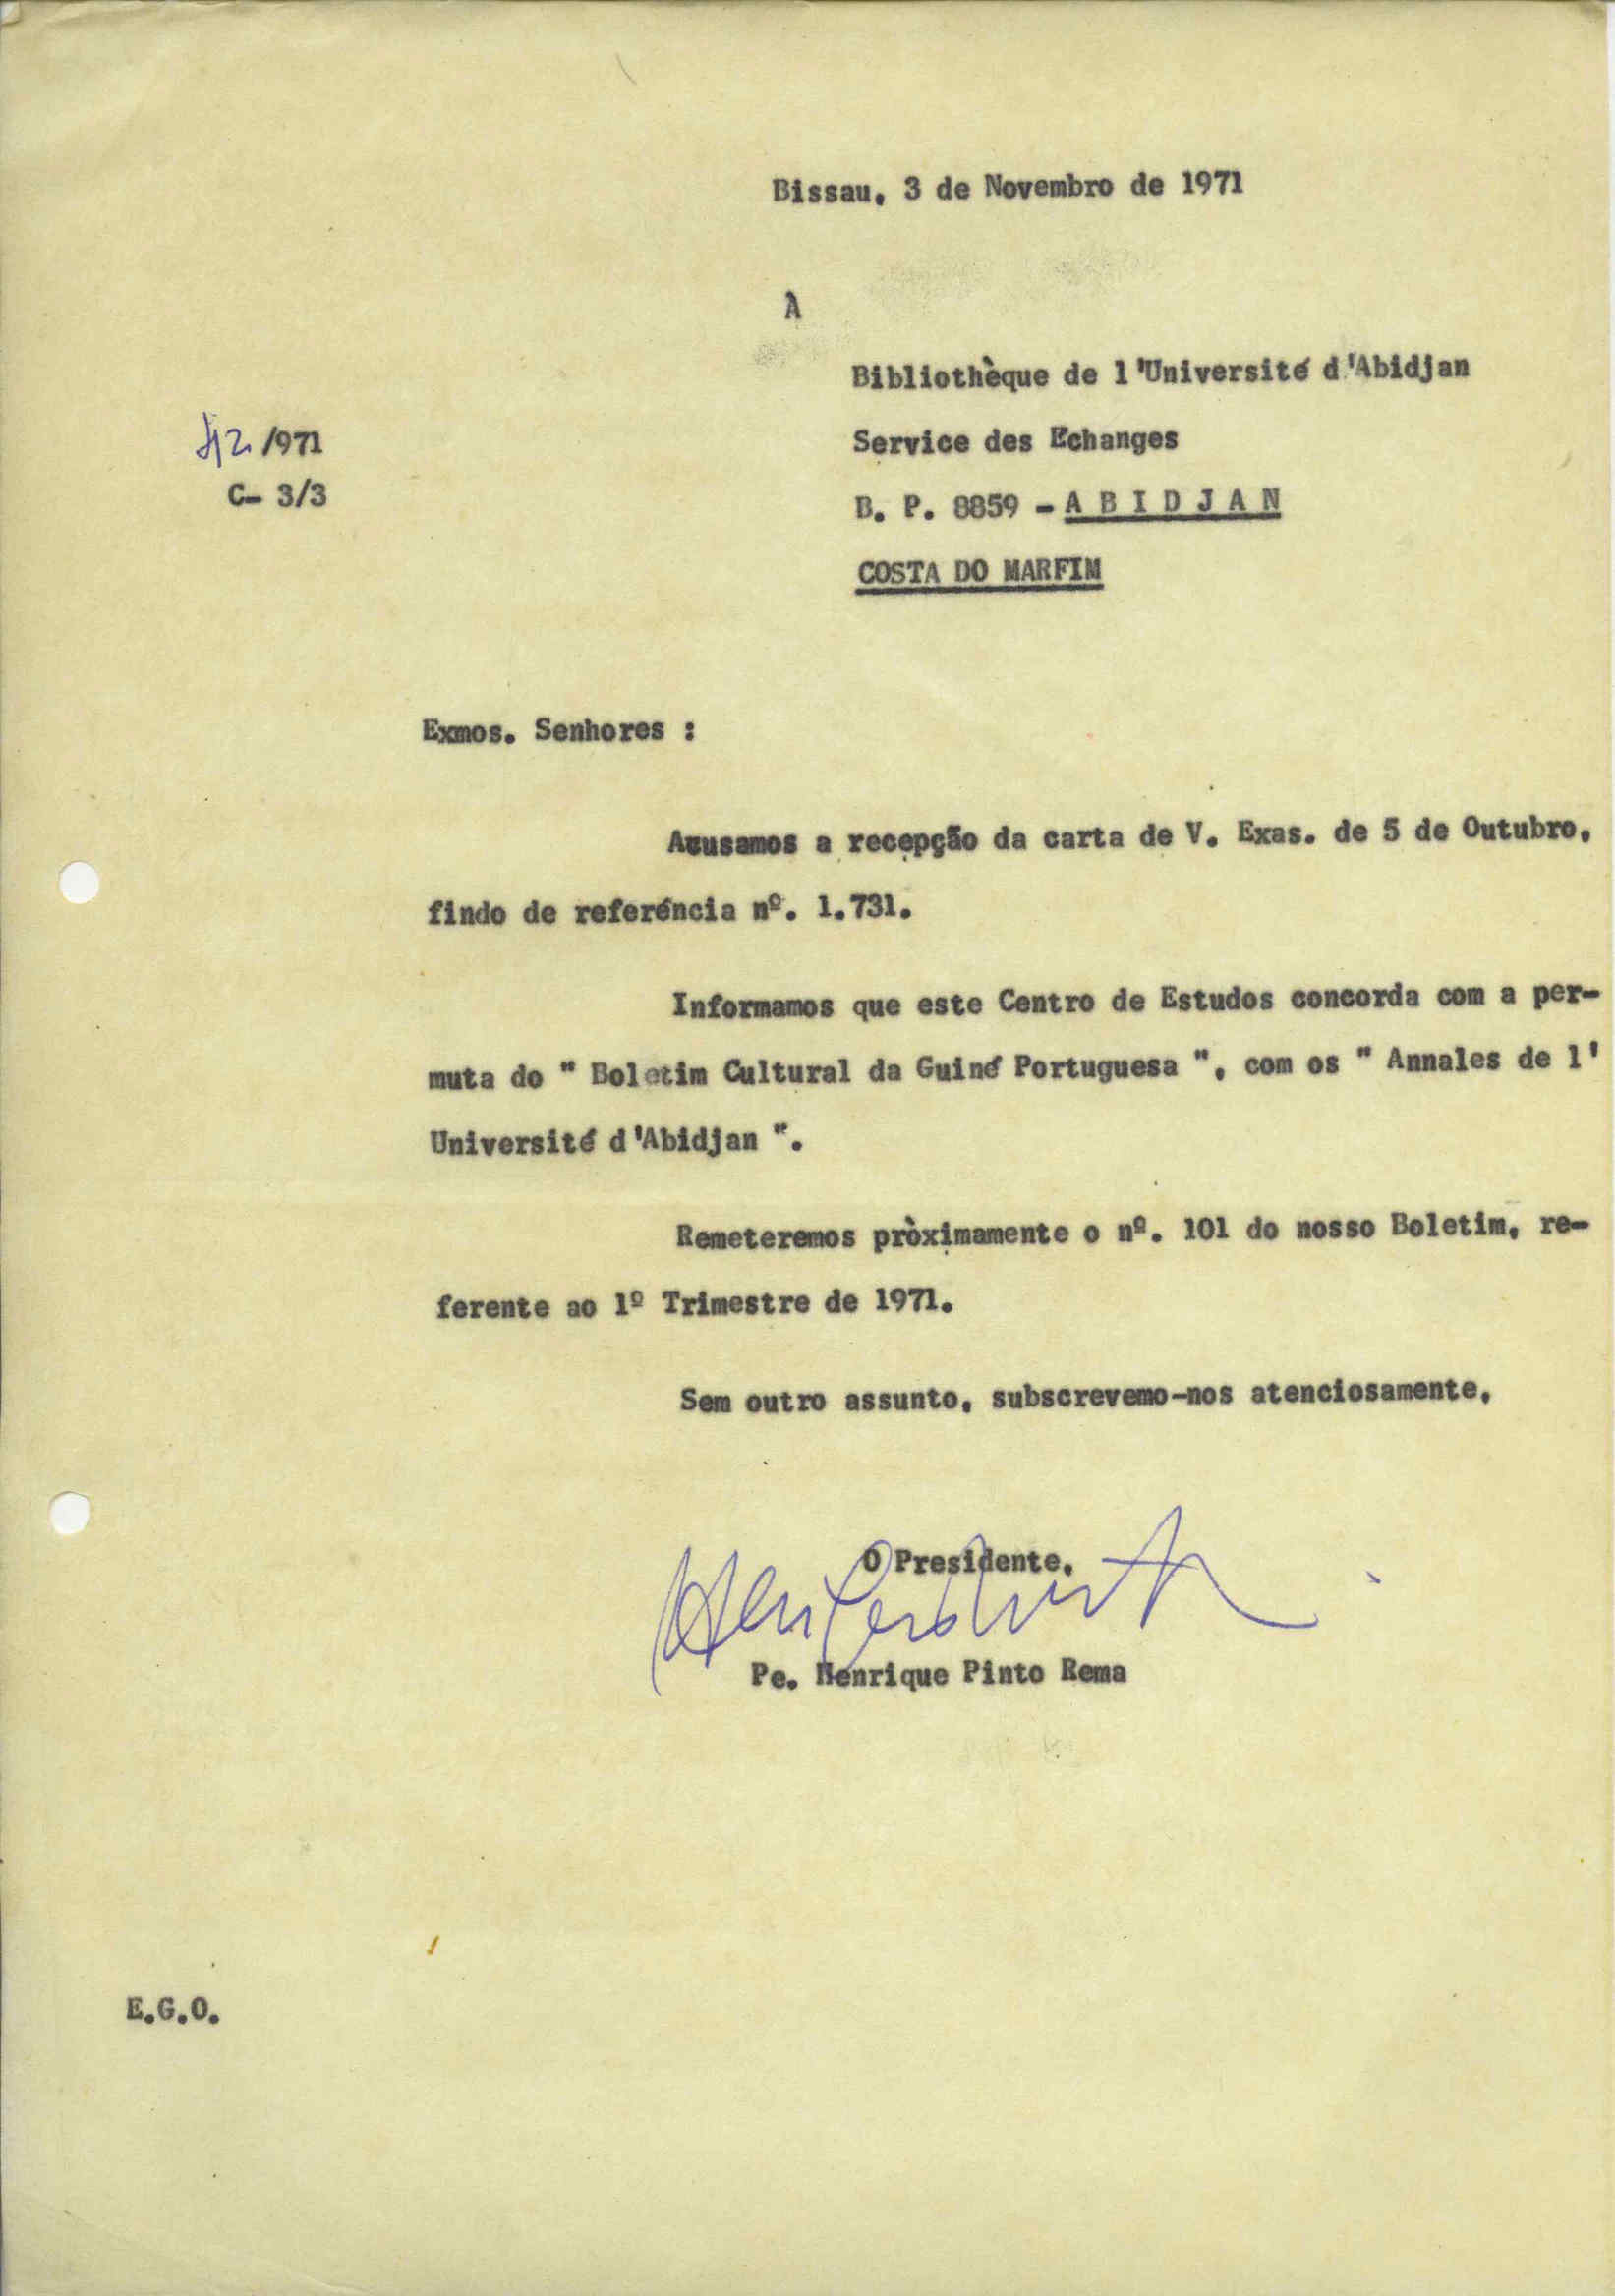 Bissau, 3 de Novembro de 1971
A
Bibliothèque de l'Université d'Abidjan
Service des Echanges
/971
C- 3/3
B. P. 8859 - A B I D J A N
COSTA DO MARFIM
Exmos. Senhores :
Acusamos a recepção da carta de V. Exas. de 5 de Outubro,
findo de referência nº. 1.731.
Informamos que este Centro de Estudos concorda com a per-
muta do " Boletim Cultural da Guiné Portuguesa ", com os " Annales de l'
Université d'Abidjan ".
Remeteremos pròximamente o nº. 101 do nosso Boletim, re-
ferente ao 1º Trimestre de 1971.
Sem outro assunto, subscrevemo-nos atenciosamente,
O Presidente,
Pe. Henrique Pinto Rema
E.G.O.